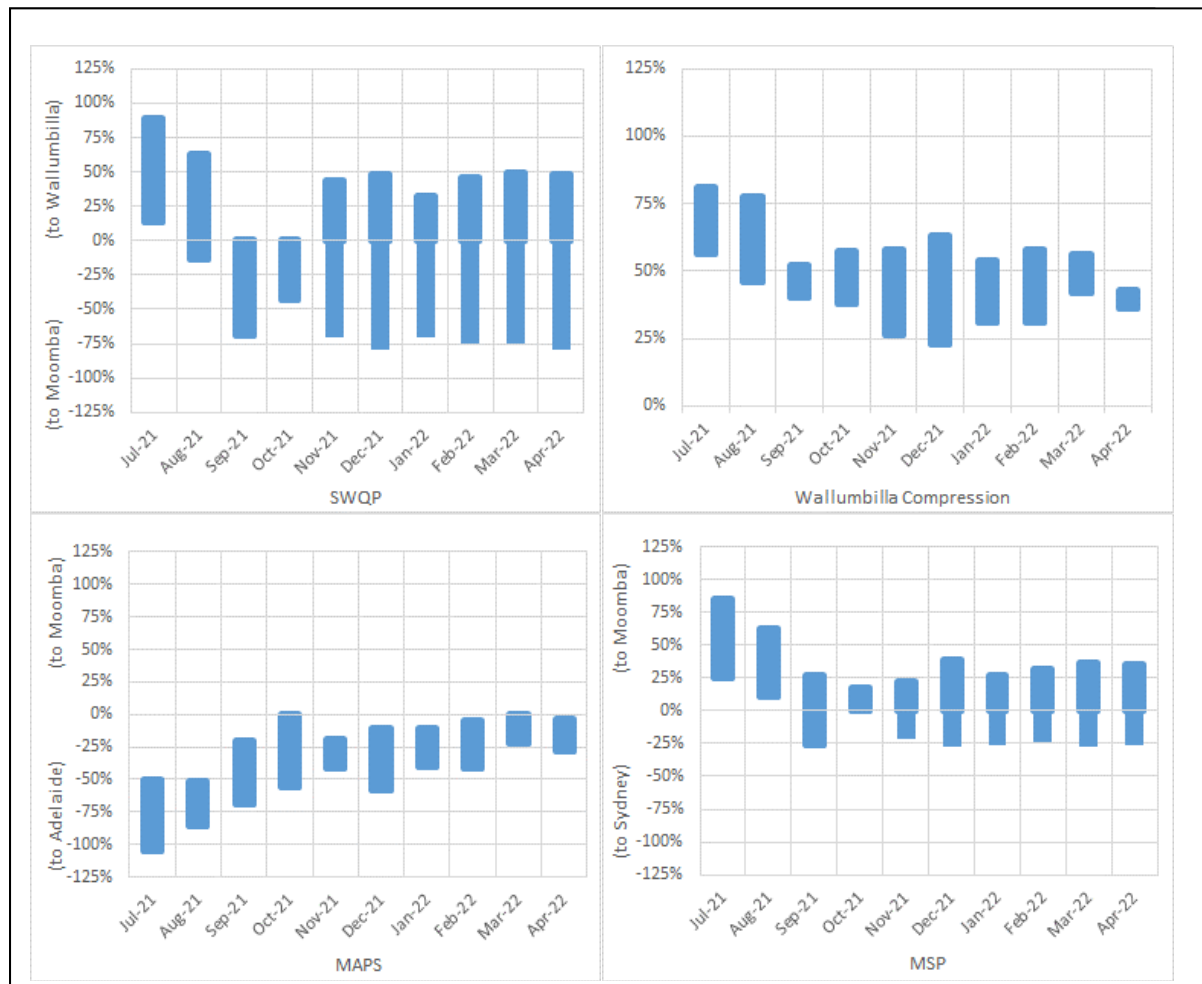 125%
100%
75%
50%
25%
0%
-25%
-50%
-75%
-100%
-125%
(to Wallumbilla)
(to Moomba)
Jul-21
Aug-21
Sep-21
Oct-21
Nov-21
Dec-21
Jan-22
Feb-22
Mar-22
Apr-22
SWQP
125%
100%
75%
50%
25%
0%
Jul-21
Aug-21
Sep-21
Oct-21
Nov-21
Dec-21
Jan-22
Feb-22
Mar-22
Apr-22
Wallumbilla Compression
125%
100%
75%
50%
25%
0%
-25%
-50%
-75%
-100%
-125%
(to Moomba)
(to Adelaide)
Jul-21
Aug-21
Sep-21
Oct-21
Nov-21
Dec-21
Jan-22
Feb-22
Mar-22
Apr-22
MAPS
125%
100%
75%
50%
25%
0%
-25%
-50%
-75%
-100%
-125%
(to Moomba)
(to Sydney)
Jul-21
Aug-21
Sep-21
Oct-21
Nov-21
Dec-21
Jan-22
Feb-22
Mar-22
Apr-22
MSP